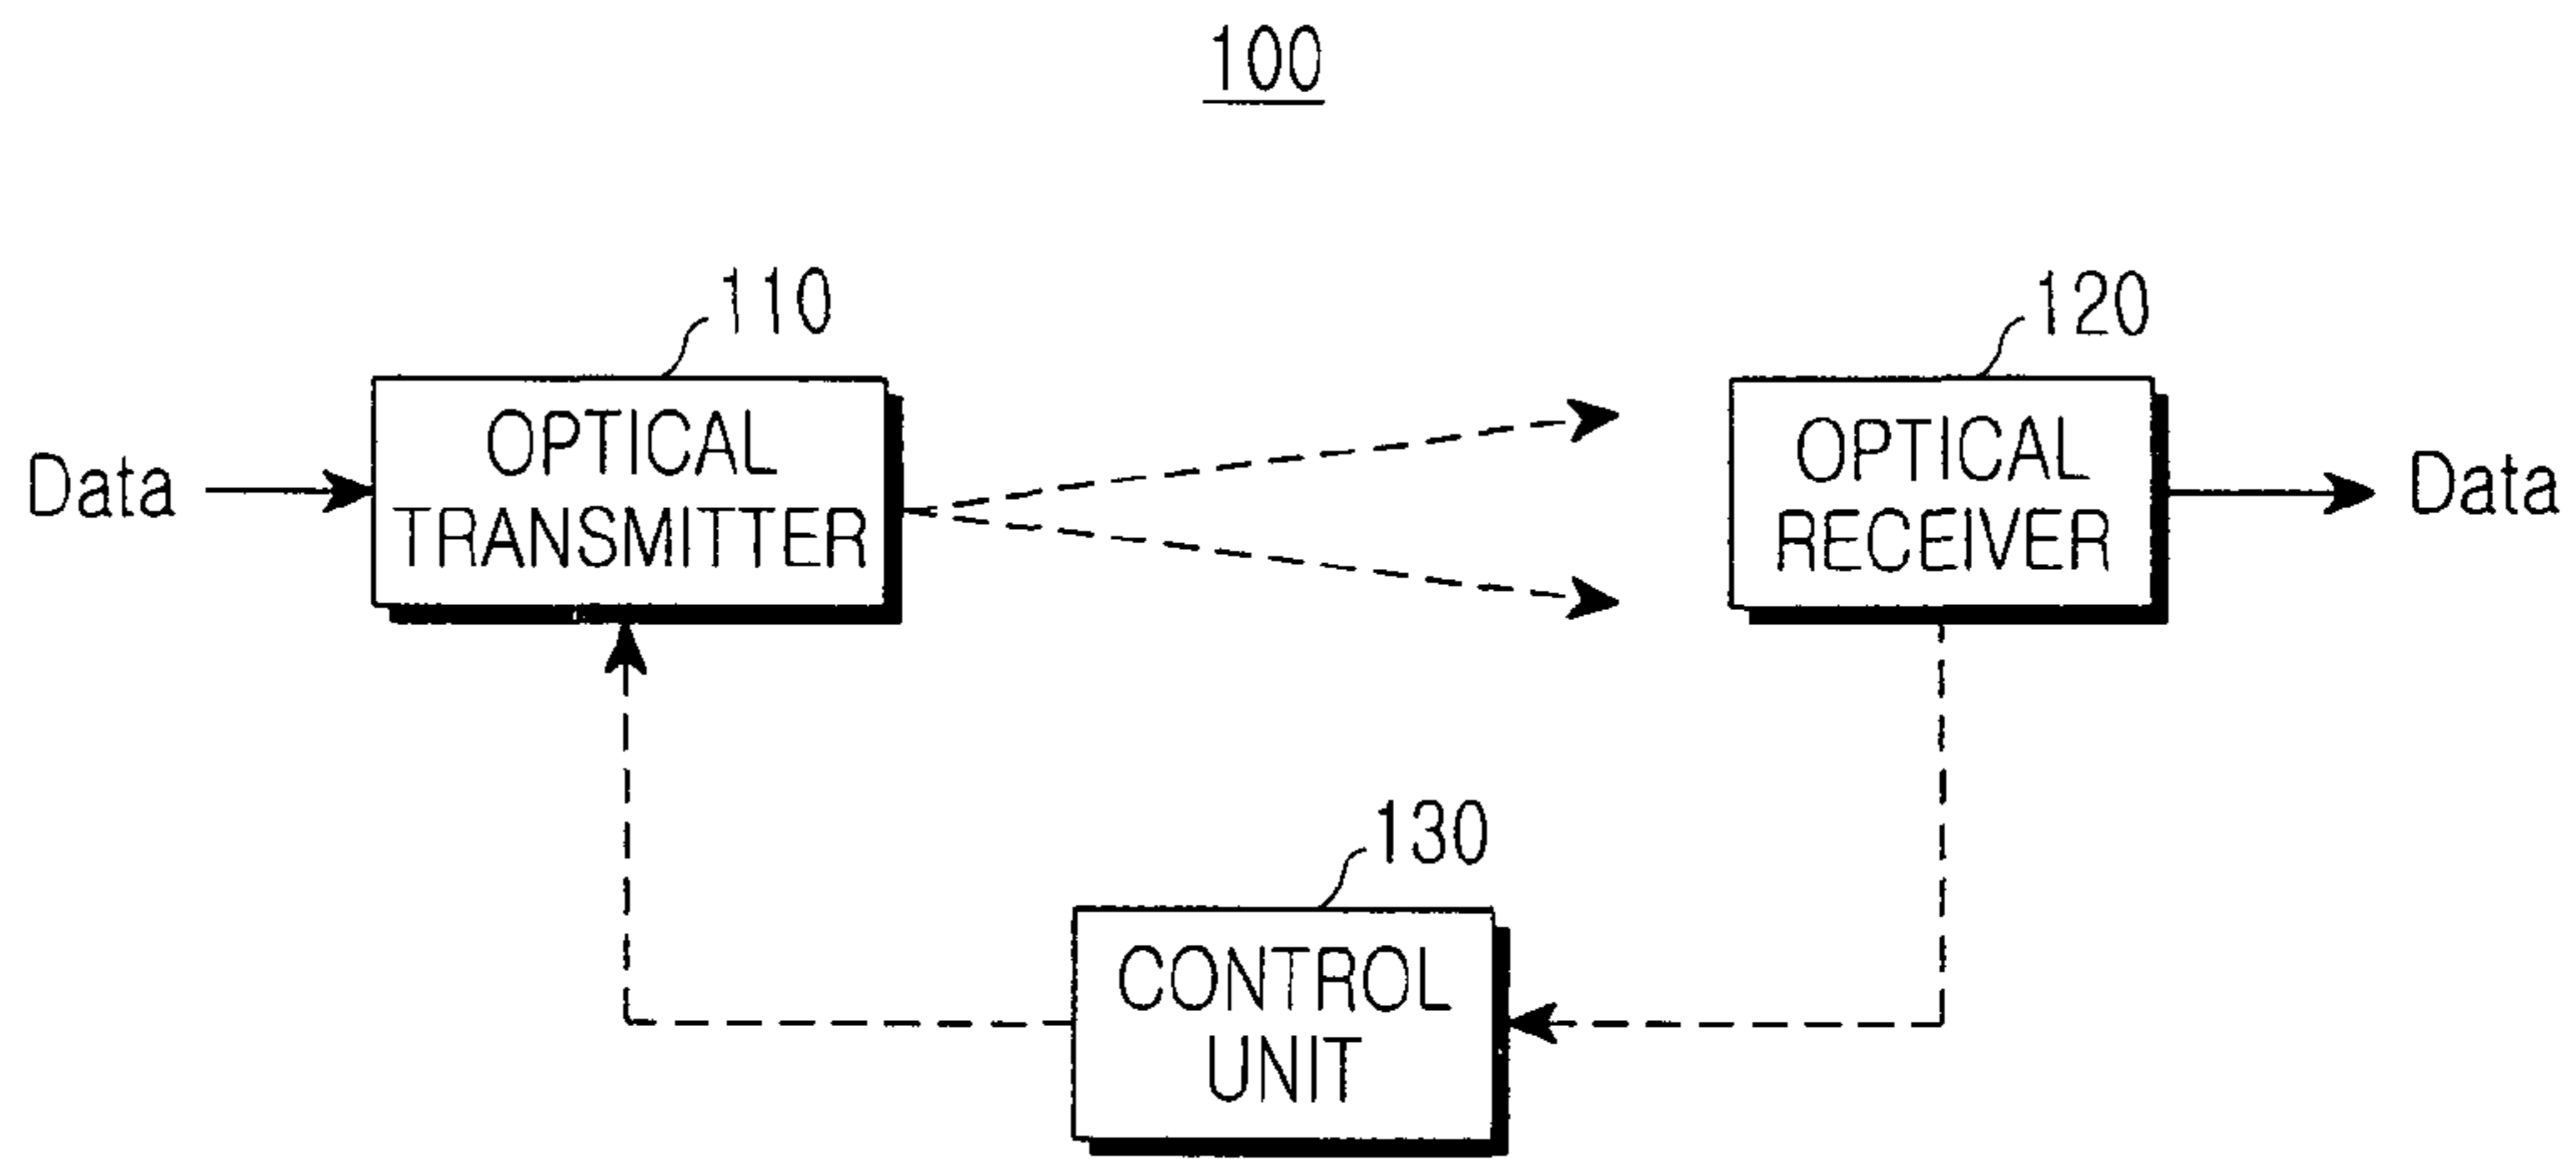 100
110
120
Data
OPTICAL
TRANSMITTER
OPTICAL
RECEIVER
Data
130
CONTROL
UNIT